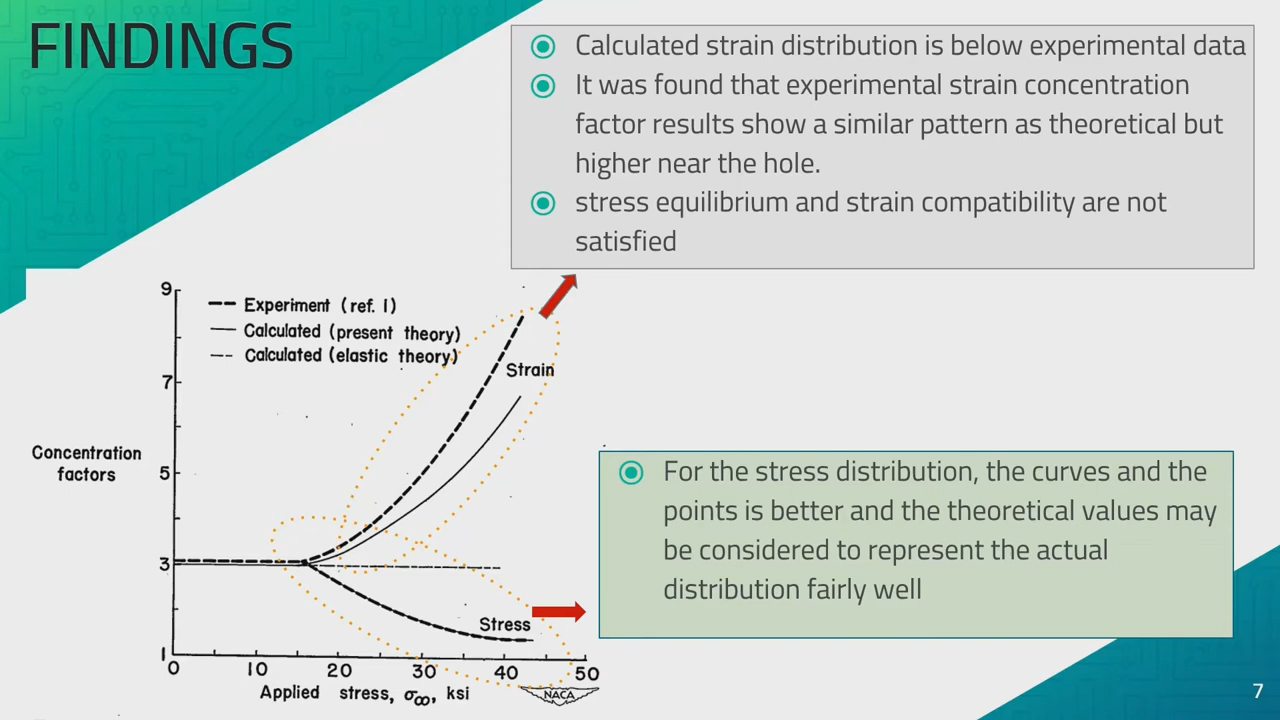 FINDINGS
Calculated strain distribution is below experimental data
It was found that experimental strain concentration
factor results show a similar pattern as theoretical but
higher near the hole.
stress equilibrium and strain compatibility are not
satisfied
9
7
5
3
1
Concentration
factors
Experiment (ref. 1)
Calculated (present theory)
Calculated (elastic theory)
Strain
Stress
0 10 20 30 40 50
Applied stress, σ∞, ksi
NACA
For the stress distribution, the curves and the
points is better and the theoretical values may
be considered to represent the actual
distribution fairly well
7